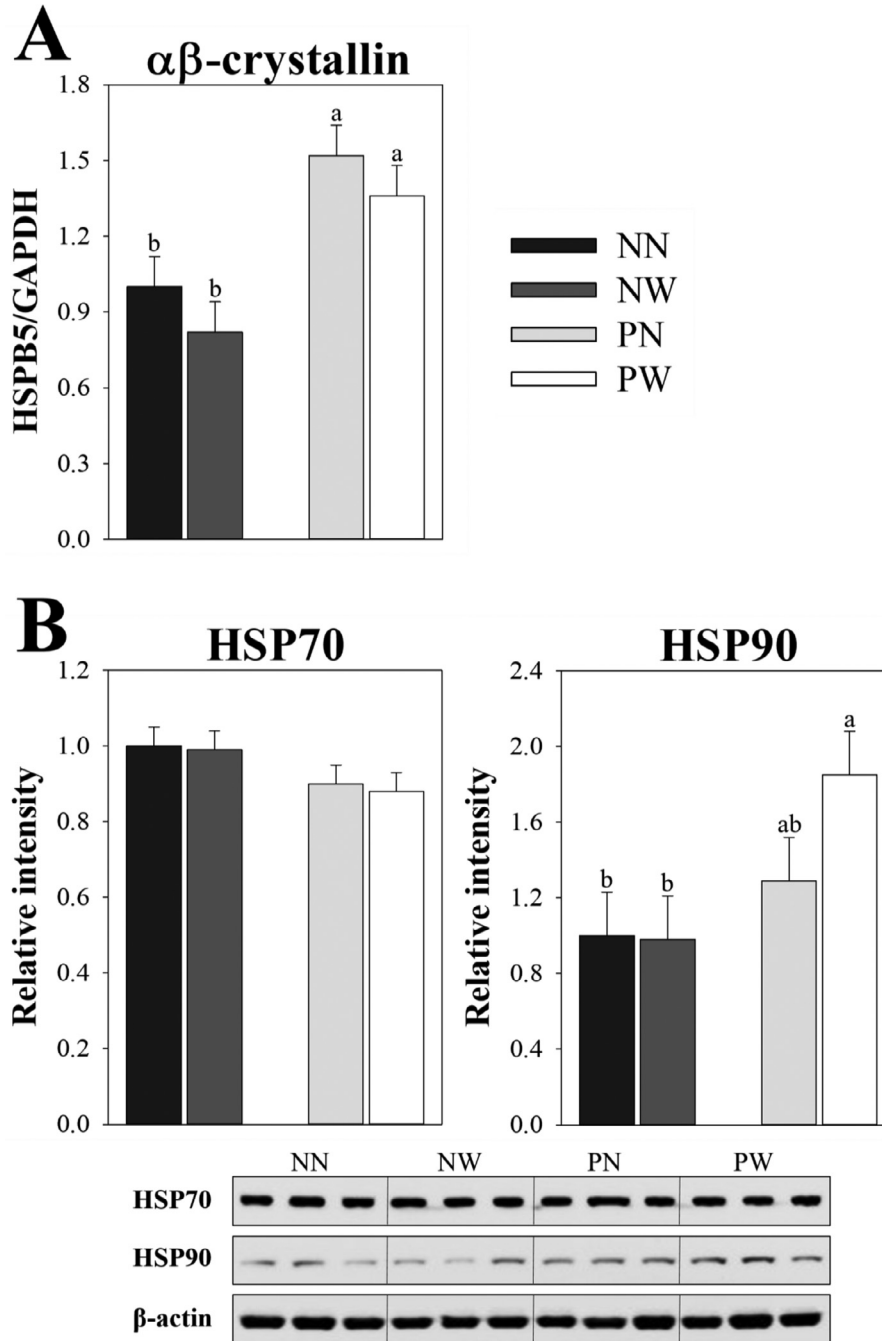 A
αβ-crystallin
1.8
1.5
1.2
0.9
0.6
0.3
0.0
HSPB5/GAPDH
b
b
a
a
NN
NW
PN
PW
B
HSP70
1.2
1.0
0.8
0.6
0.4
0.2
0.0
Relative intensity
HSP90
2.4
2.0
1.6
1.2
0.8
0.4
0.0
Relative intensity
b
b
ab
a
NN NW PN PW
HSP70
HSP90
β-actin